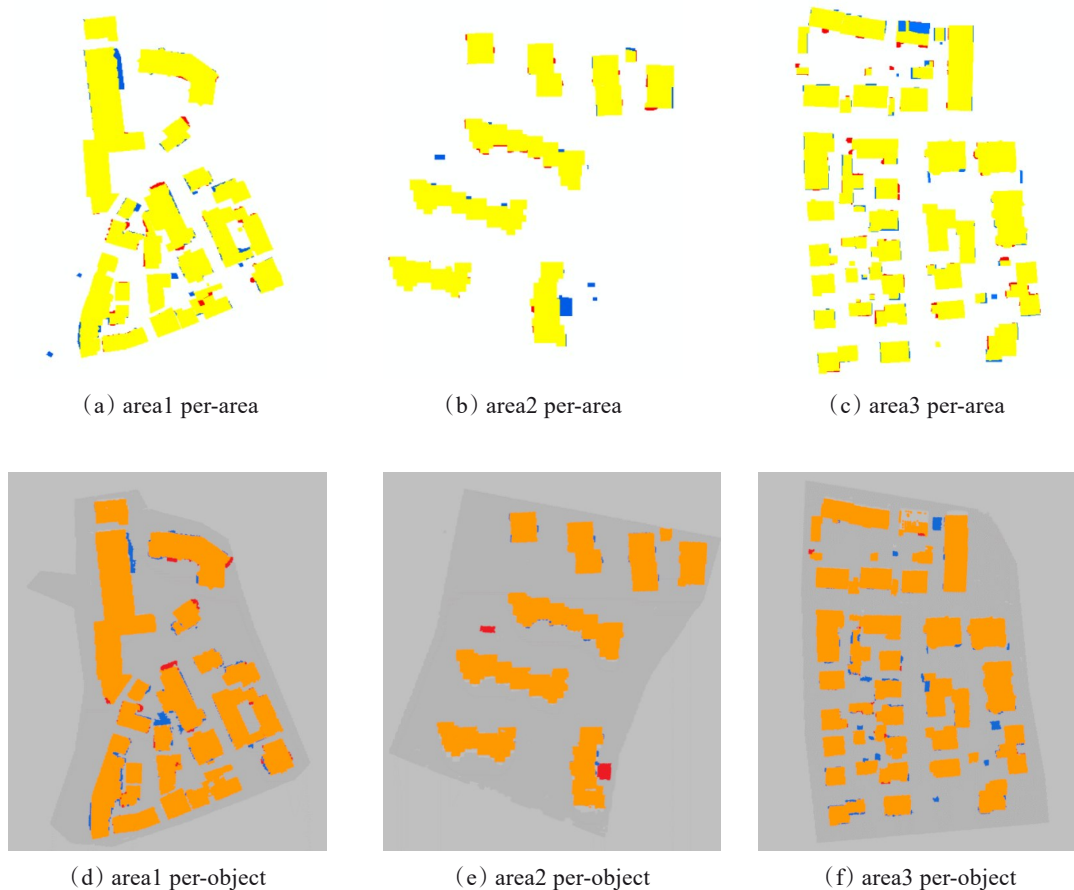 （a）area1 per-area
（b）area2 per-area
（c）area3 per-area
（d）area1 per-object
（e）area2 per-object
（f）area3 per-object